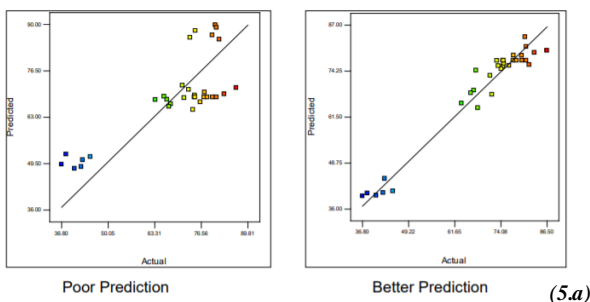 90.00
76.50
63.00
49.50
36.00
Predicted
36.80 50.05 63.31 76.56 89.81
Actual
Poor Prediction
87.00
74.25
61.50
48.75
36.00
Predicted
36.80 49.22 61.65 74.08 86.50
Actual
Better Prediction
(5.a)